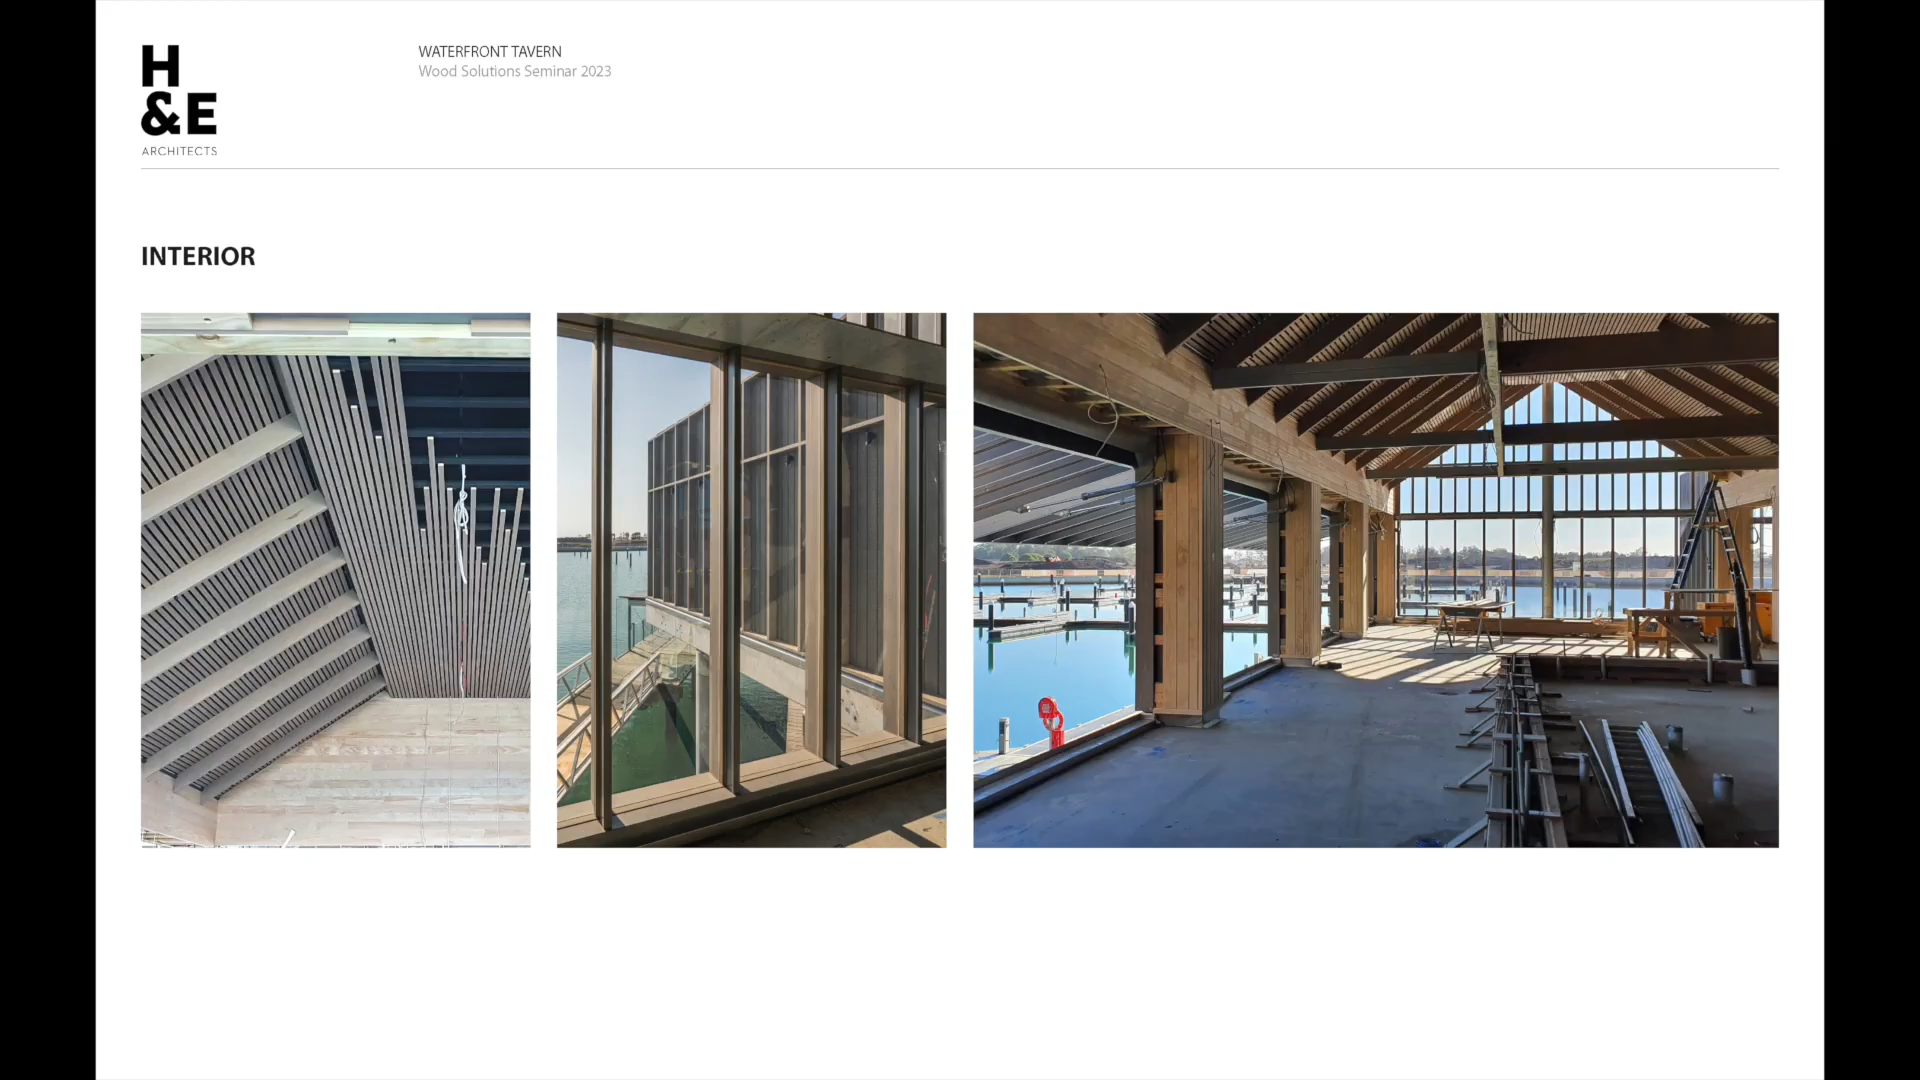 H
&E
ARCHITECTS
WATERFRONT TAVERN
Wood Solutions Seminar 2023
INTERIOR